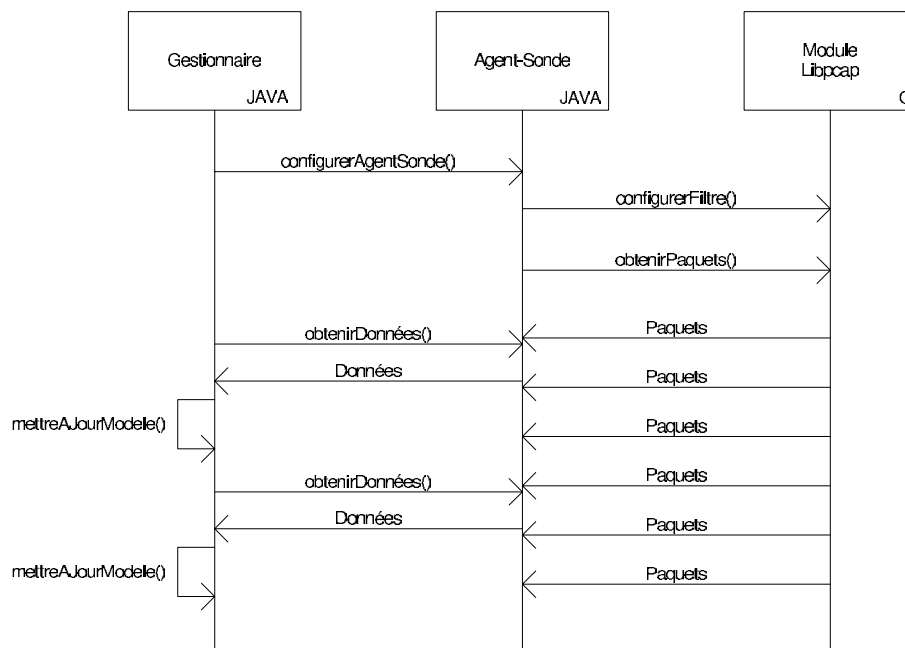 Gestionnaire
JAVA
Agent-Sonde
JAVA
Module
Libpcap
C
configurerAgentSonde()
configurerFiltre()
obtenirPaquets()
Paquets
obtenirDonnées()
Données
Paquets
mettreAJourModele()
Paquets
obtenirDonnées()
Paquets
Données
Paquets
mettreAJourModele()
Paquets